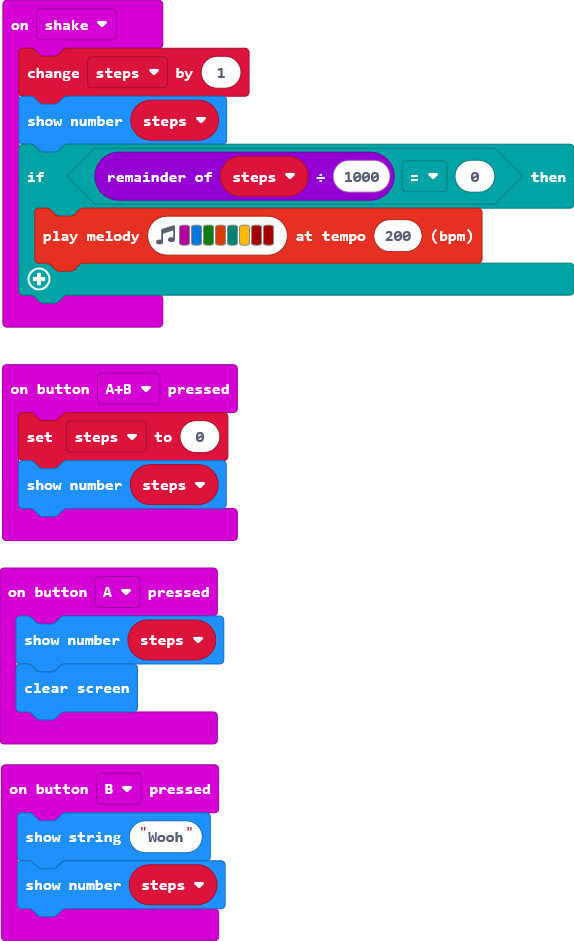 on shake
change steps by 1
show number steps
if remainder of steps ÷ 1000 = 0 then
play melody at tempo 200 (bpm)
on button A+B pressed
set steps to 0
show number steps
on button A pressed
show number steps
clear screen
on button B pressed
show string "Wooh"
show number steps